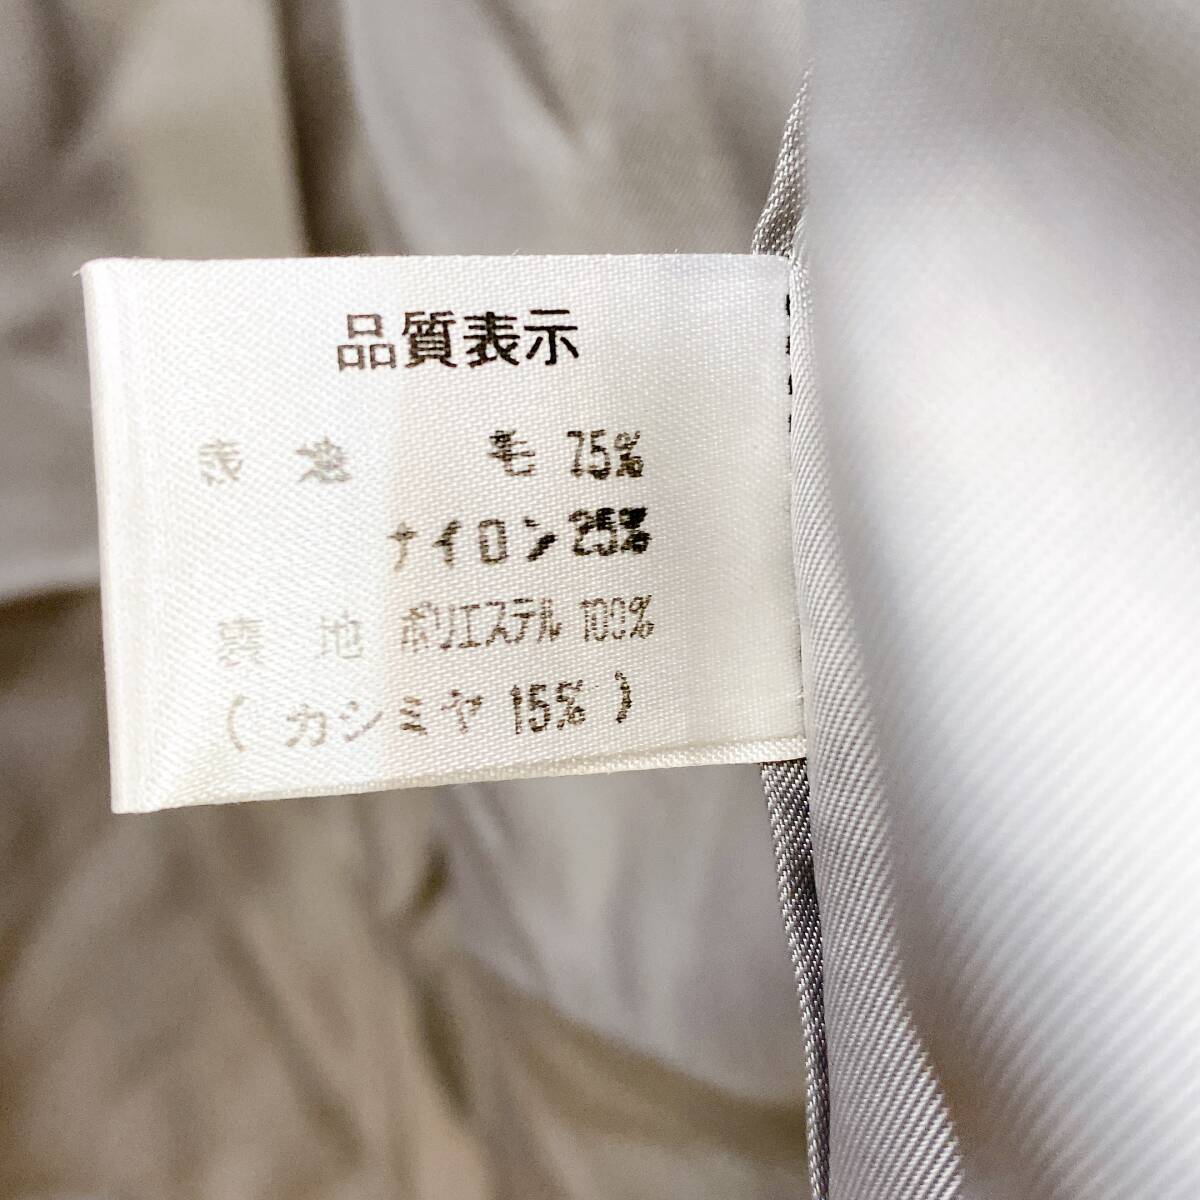 品質表示
表地 毛 75%
ナイロン 25%
裏地 ポリエステル 100%
(カシミヤ 15%)